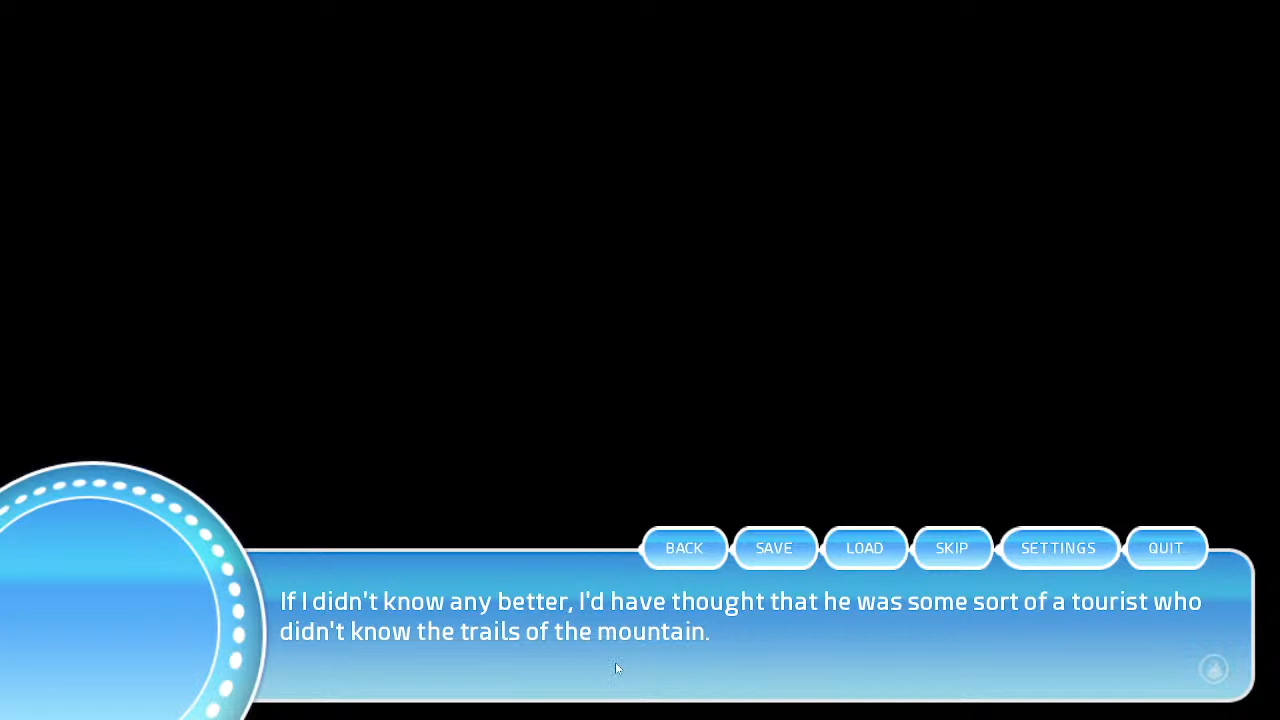 BACK SAVE LOAD SKIP SETTINGS QUIT
If I didn't know any better, I'd have thought that he was some sort of a tourist who
didn't know the trails of the mountain.